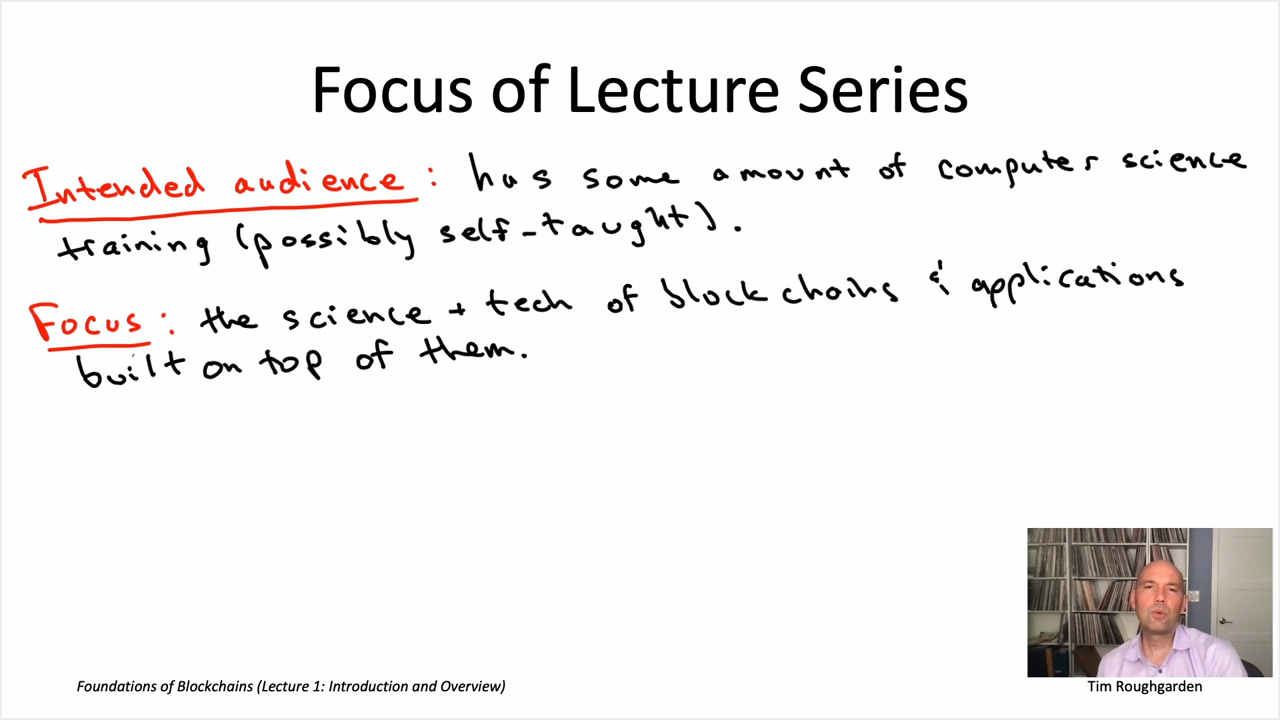 Focus of Lecture Series
Intended audience: has some amount of computer science
training (possibly self-taught).
Focus: the science + tech of blockchains & applications
built on top of them.
Foundations of Blockchains (Lecture 1: Introduction and Overview)
Tim Roughgarden